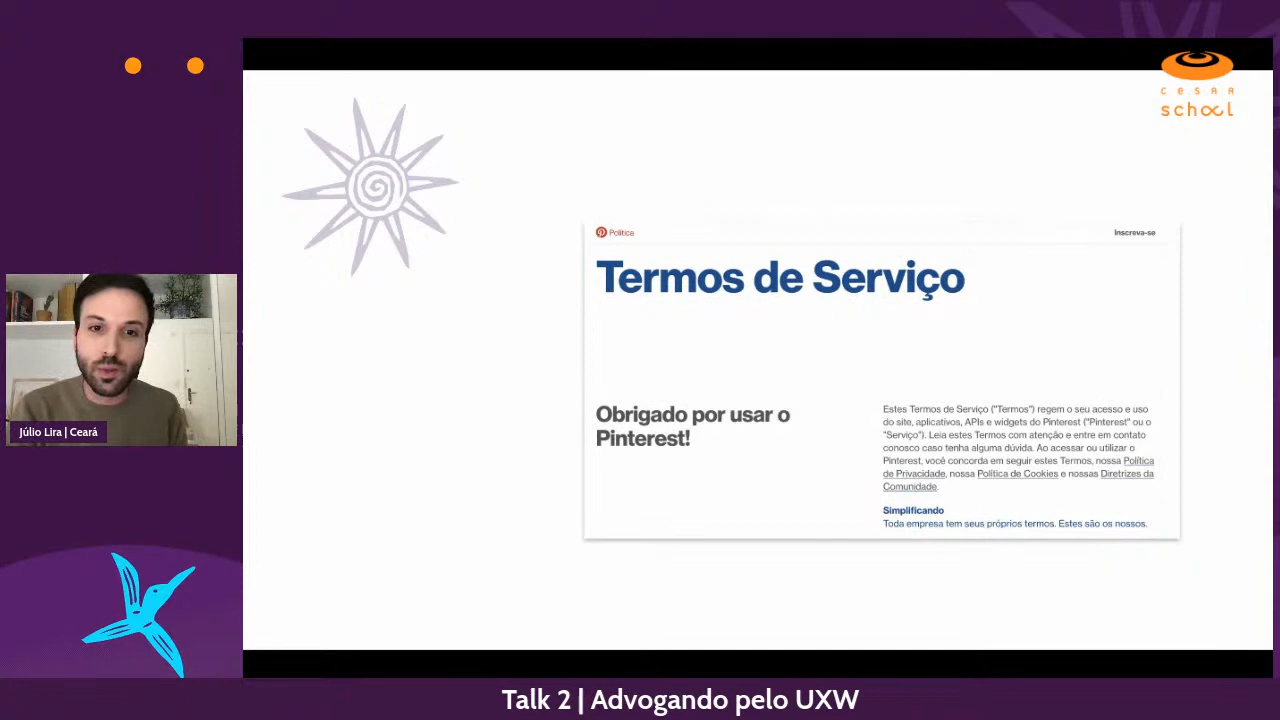 cesar
school
Política
Inscreva-se
Termos de Serviço
Obrigado por usar o
Pinterest!
Estes Termos de Serviço ("Termos") regem o seu acesso e uso
do site, aplicativos, APIs e widgets do Pinterest ("Pinterest" ou o
"Serviço"). Leia estes Termos com atenção e entre em contato
conosco caso tenha alguma dúvida. Ao acessar ou utilizar o
Pinterest, você concorda em seguir estes Termos, nossa Política
de Privacidade, nossa Política de Cookies e nossas Diretrizes da
Comunidade.
Simplificando
Toda empresa tem seus próprios termos. Estes são os nossos.
Júlio Lira | Ceará
Talk 2 | Advogando pelo UXW